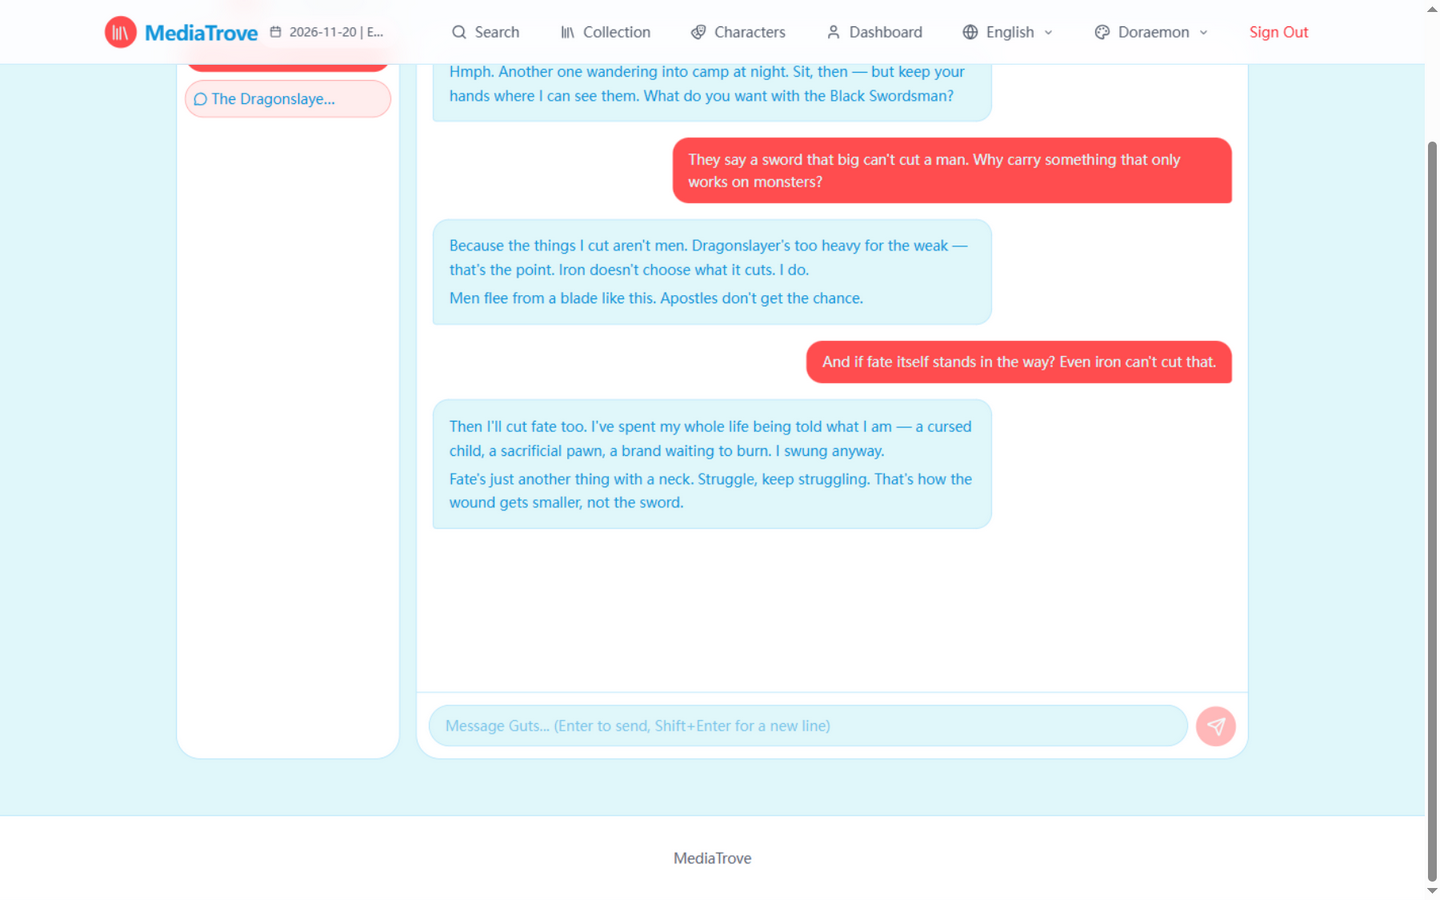 MediaTrove
2026-11-20 | E...
Search
Collection
Characters
Dashboard
English
Doraemon
Sign Out
The Dragonslaye...
Hmph. Another one wandering into camp at night. Sit, then — but keep your
hands where I can see them. What do you want with the Black Swordsman?
They say a sword that big can't cut a man. Why carry something that only
works on monsters?
Because the things I cut aren't men. Dragonslayer's too heavy for the weak —
that's the point. Iron doesn't choose what it cuts. I do.
Men flee from a blade like this. Apostles don't get the chance.
And if fate itself stands in the way? Even iron can't cut that.
Then I'll cut fate too. I've spent my whole life being told what I am — a cursed
child, a sacrificial pawn, a brand waiting to burn. I swung anyway.
Fate's just another thing with a neck. Struggle, keep struggling. That's how the
wound gets smaller, not the sword.
Message Guts... (Enter to send, Shift+Enter for a new line)
MediaTrove